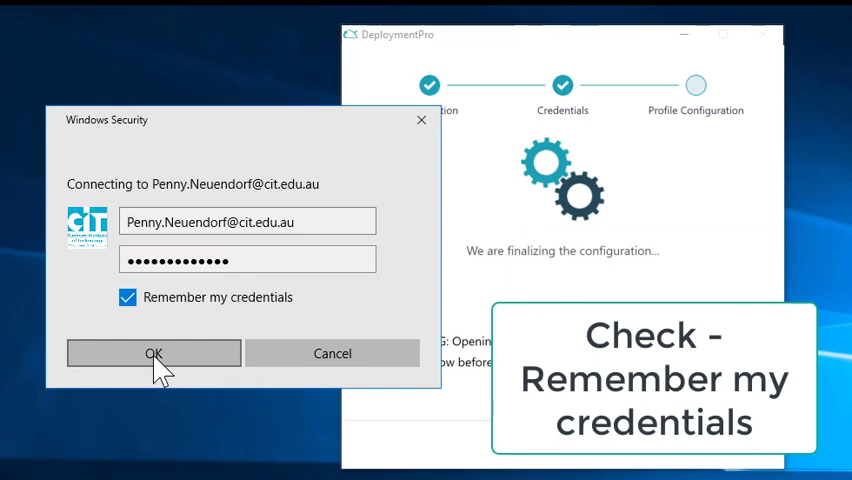 DeploymentPro
Credentials
Profile Configuration
Windows Security
Connecting to Penny.Neuendorf@cit.edu.au
CIT
Penny.Neuendorf@cit.edu.au
Remember my credentials
OK
Cancel
We are finalizing the configuration...
Check -
Remember my
credentials